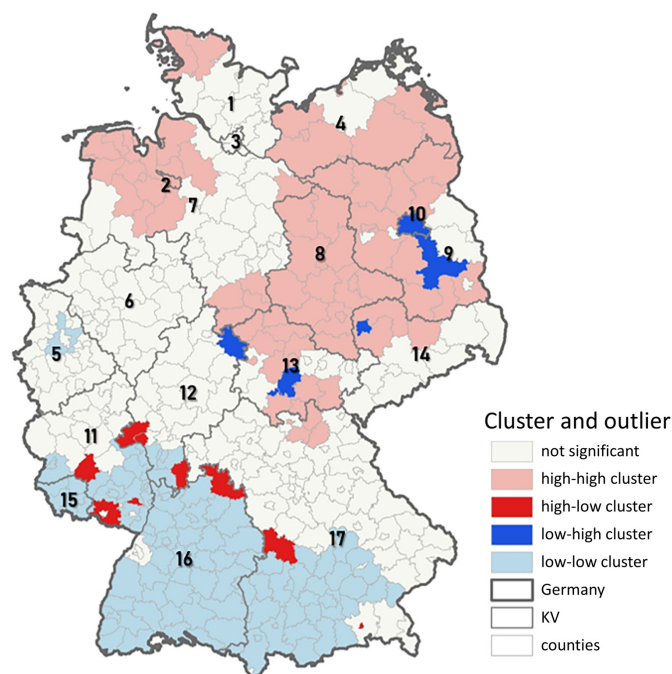 1
3
4
2
7
10
8
9
6
5
14
13
12
11
15
16
17
Cluster and outlier
not significant
high-high cluster
high-low cluster
low-high cluster
low-low cluster
Germany
KV
counties